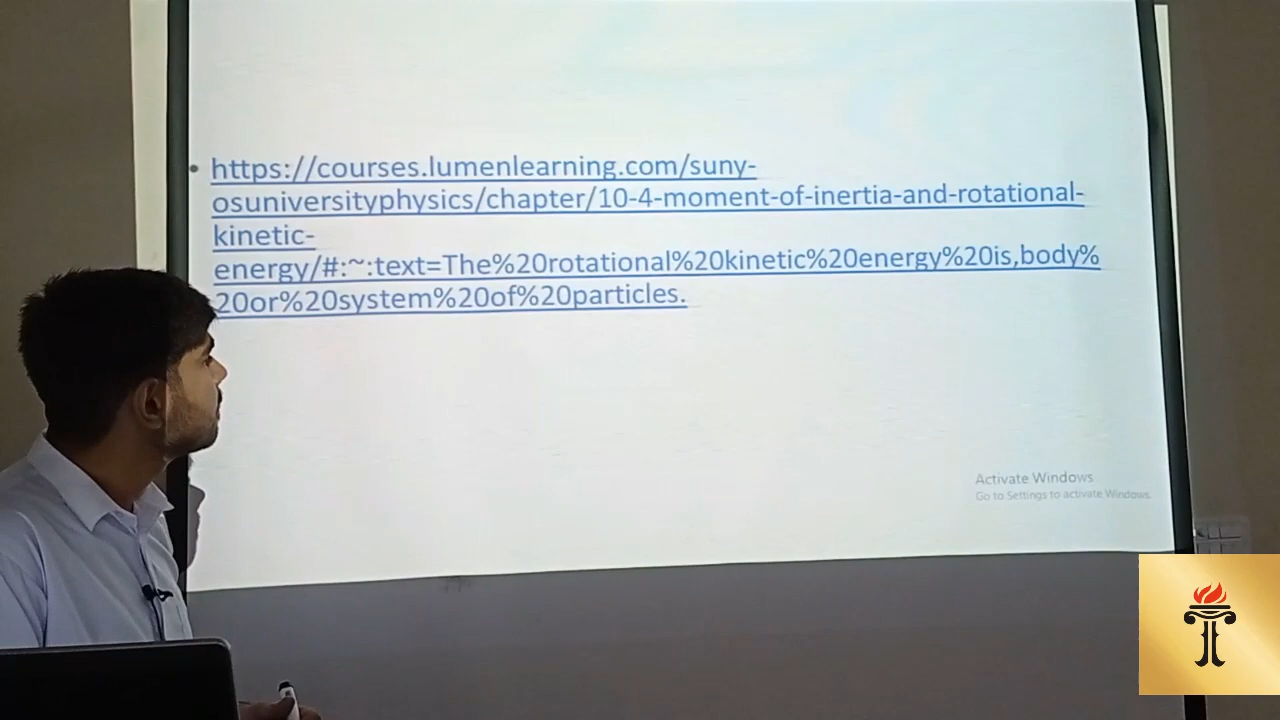 • https://courses.lumenlearning.com/suny-
osuniversityphysics/chapter/10-4-moment-of-inertia-and-rotational-
kinetic-
energy/#:~:text=The%20rotational%20kinetic%20energy%20is,body%
20or%20system%20of%20particles.
Activate Windows
Go to Settings to activate Windows.